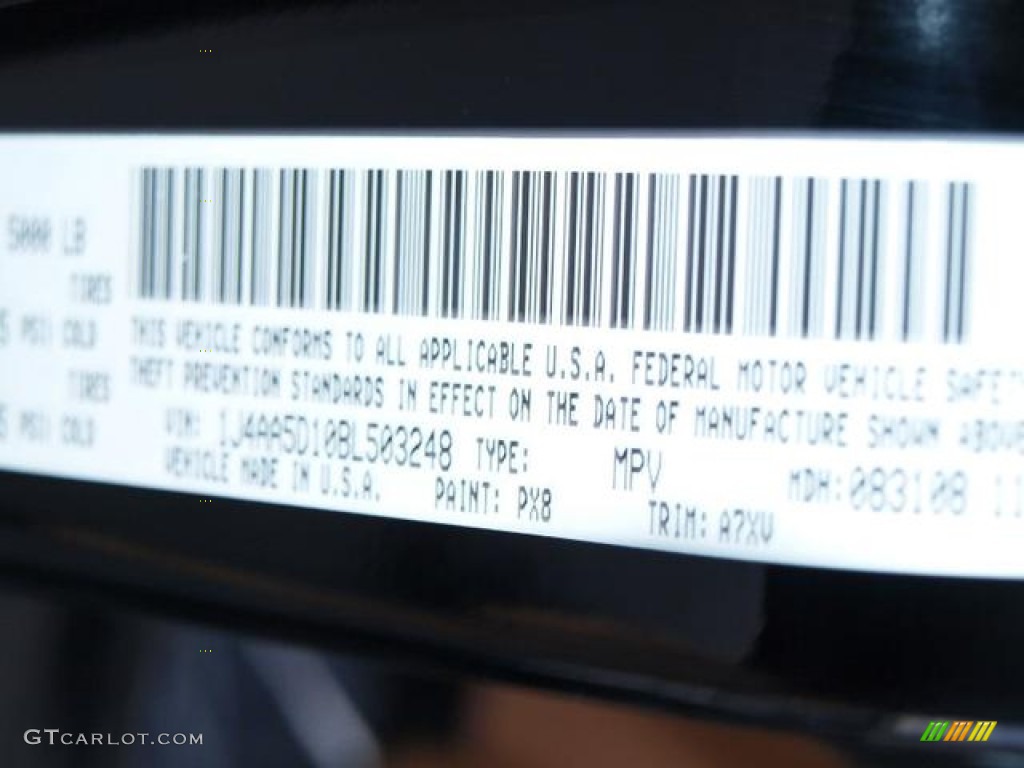 5000 LB
TIRES
PSI COLD
TIRES
PSI COLD
THIS VEHICLE CONFORMS TO ALL APPLICABLE U.S.A. FEDERAL MOTOR VEHICLE SAFETY
THEFT PREVENTION STANDARDS IN EFFECT ON THE DATE OF MANUFACTURE SHOWN ABOVE
VIN: 1J4AA5D10BL503248 TYPE: MPV MDH: 083108 11
VEHICLE MADE IN U.S.A. PAINT: PX8 TRIM: A7XV
GTCARLOT.COM